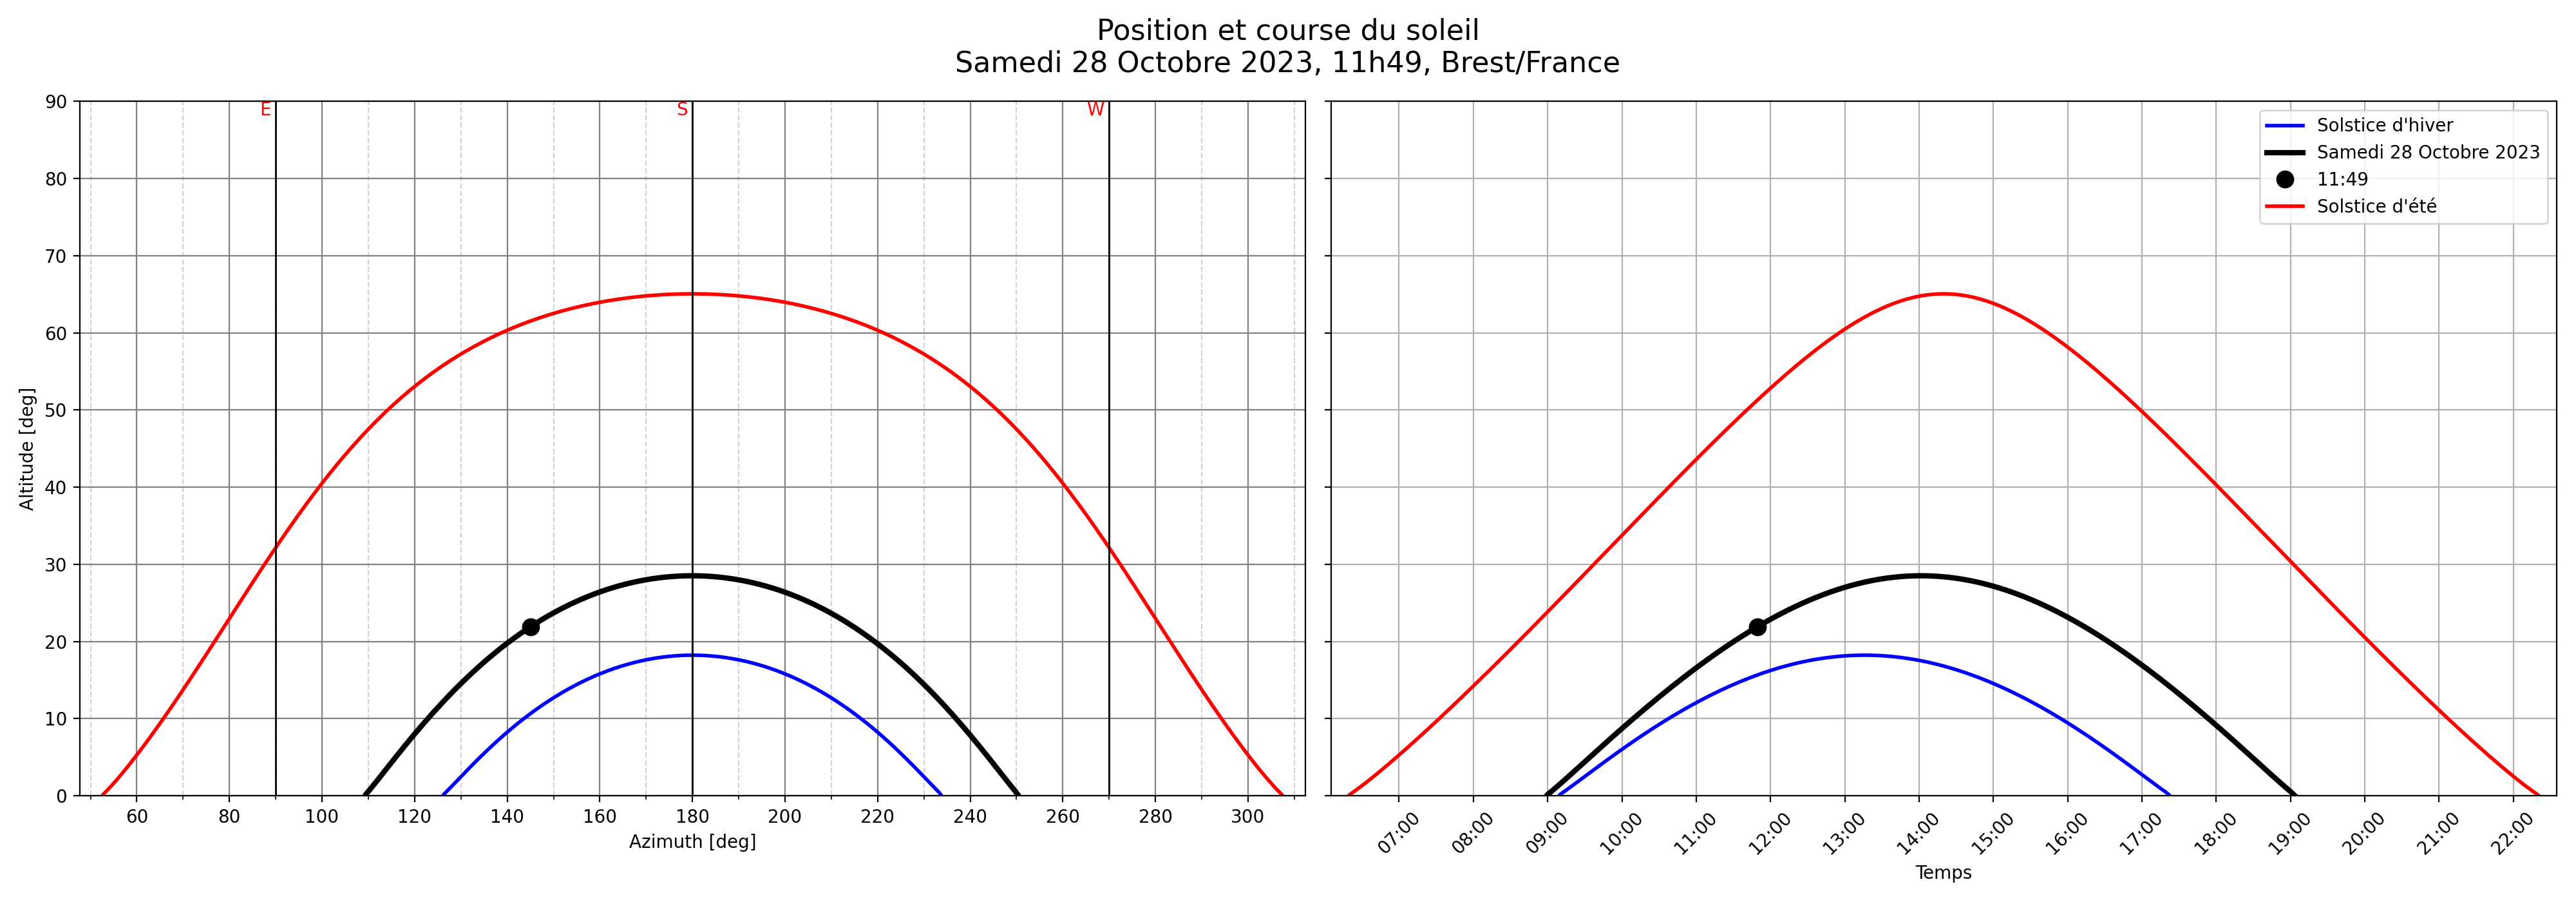 Position et course du soleil
Samedi 28 Octobre 2023, 11h49, Brest/France
E
S
W
90
80
70
60
50
40
30
20
10
0
Altitude [deg]
60 80 100 120 140 160 180 200 220 240 260 280 300
Azimuth [deg]
Solstice d'hiver
Samedi 28 Octobre 2023
11:49
Solstice d'été
07:00 08:00 09:00 10:00 11:00 12:00 13:00 14:00 15:00 16:00 17:00 18:00 19:00 20:00 21:00 22:00
Temps